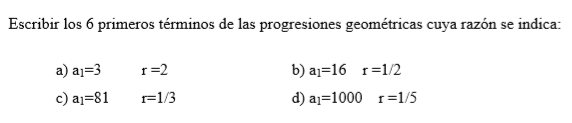 Escribir los 6 primeros términos de las progresiones geométricas cuya razón se indica:
a) a₁=3 r=2 b) a₁=16 r=1/2
c) a₁=81 r=1/3 d) a₁=1000 r=1/5